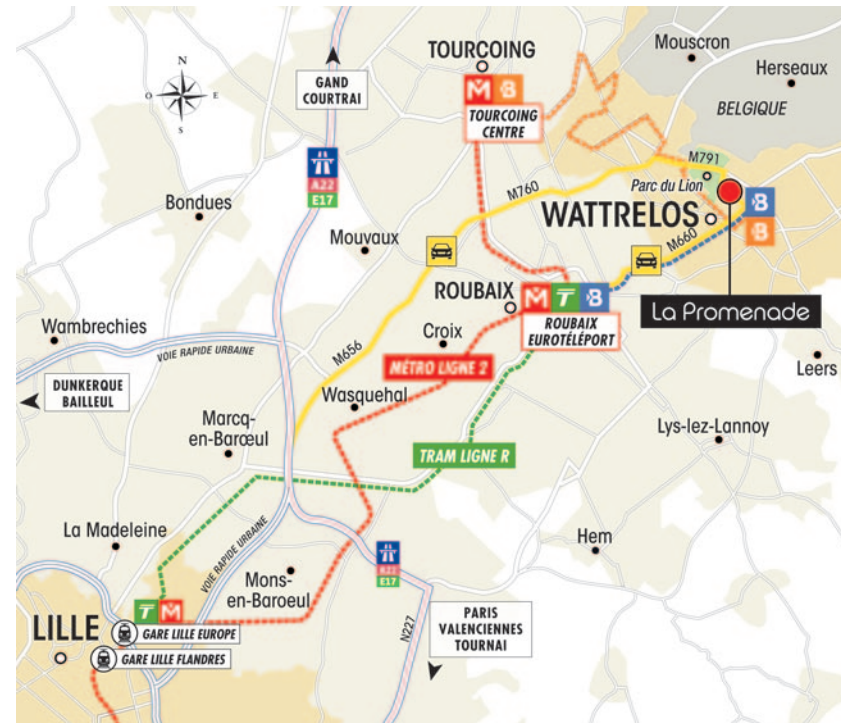 TOURCOING
Mouscron
N
O
E
S
GAND
COURTRAI
Herseaux
M
B
TOURCOING
CENTRE
BELGIQUE
A22
E17
M791
Parc du Lion
M760
Bondues
WATTRELOS
B
B
Mouvaux
M660
ROUBAIX
M
T
B
La Promenade
Wambrechies
Croix
ROUBAIX
EUROTÉLÉPORT
VOIE RAPIDE URBAINE
M656
MÉTRO LIGNE 2
Leers
DUNKERQUE
BAILLEUL
Wasquehal
Marcq-
en-Barœul
Lys-lez-Lannoy
TRAM LIGNE R
La Madeleine
VOIE RAPIDE URBAINE
A22
E17
Hem
Mons-
en-Baroeul
T
M
LILLE
GARE LILLE EUROPE
GARE LILLE FLANDRES
N227
PARIS
VALENCIENNES
TOURNAI